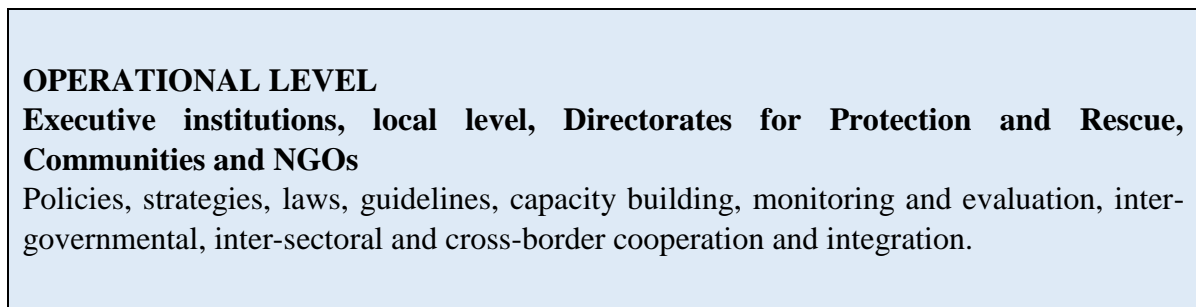 OPERATIONAL LEVEL
Executive institutions, local level, Directorates for Protection and Rescue,
Communities and NGOs
Policies, strategies, laws, guidelines, capacity building, monitoring and evaluation, inter-
governmental, inter-sectoral and cross-border cooperation and integration.